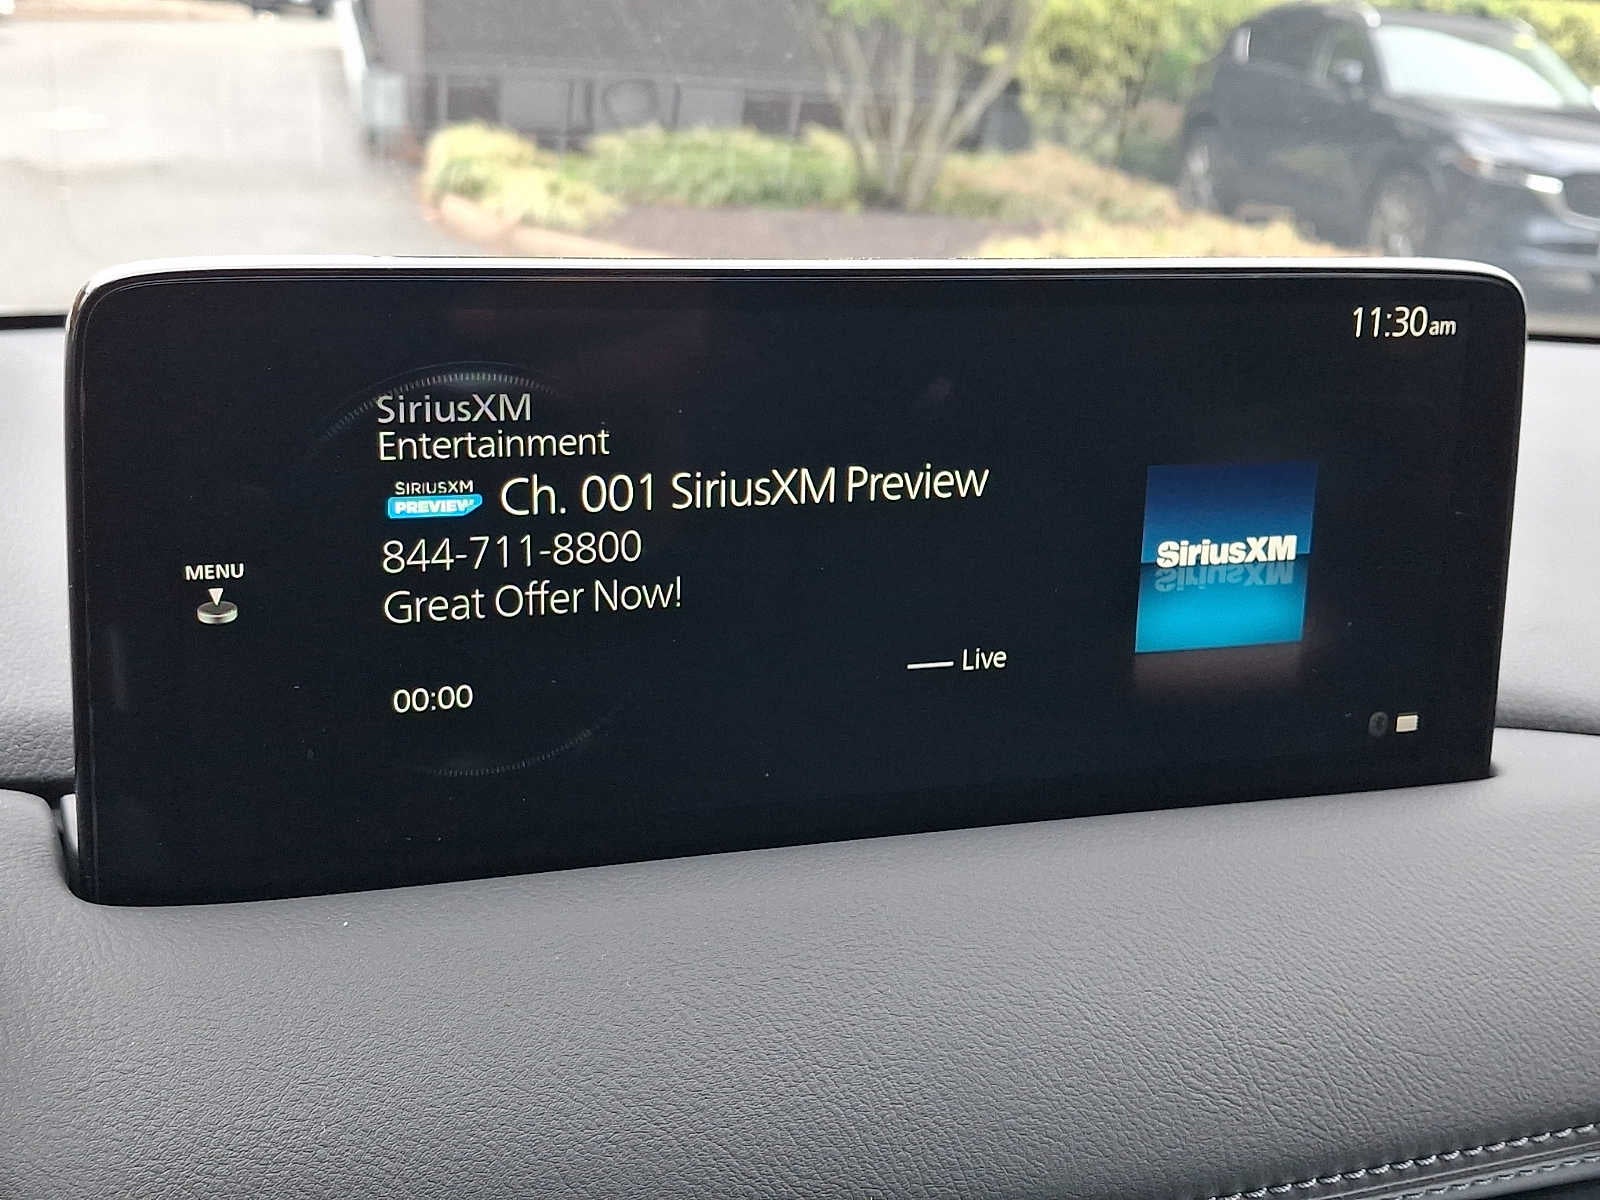 11:30am
SiriusXM
Entertainment
SIRIUSXM
PREVIEW
Ch. 001 SiriusXM Preview
844-711-8800
Great Offer Now!
MENU
SiriusXM
Live
00:00